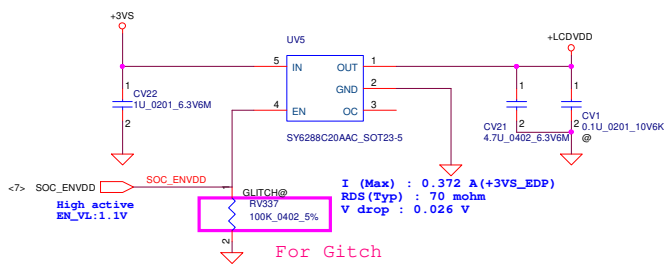 +3VS
UV5
+LCDVDD
5
IN
OUT
1
GND
2
4
EN
OC
3
1
CV22
1U_0201_6.3V6M
2
SY6288C20AAC_SOT23-5
1
1
2
2
CV21
4.7U_0402_6.3V6M
CV1
0.1U_0201_10V6K
@
<7>
SOC_ENVDD
SOC_ENVDD
High active
EN_VL:1.1V
1
GLITCH@
RV337
100K_0402_5%
2
I (Max) : 0.372 A(+3VS_EDP)
RDS(Typ) : 70 mohm
V drop : 0.026 V
For Gitch